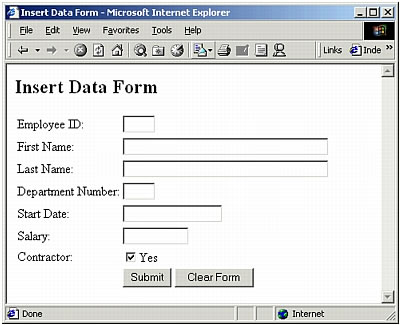 Insert Data Form - Microsoft Internet Explorer
File Edit View Favorites Tools Help
Links Inde »
Insert Data Form
Employee ID:
First Name:
Last Name:
Department Number:
Start Date:
Salary:
Contractor: Yes
Submit Clear Form
Done Internet